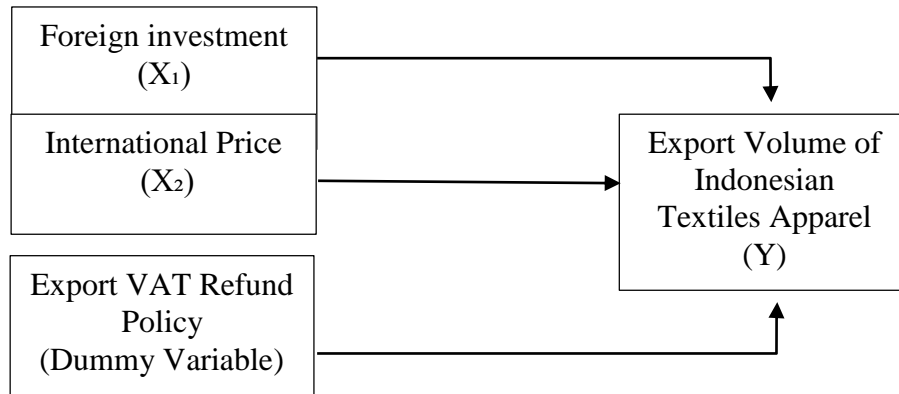 Foreign investment
(X₁)
International Price
(X₂)
Export VAT Refund
Policy
(Dummy Variable)
Export Volume of
Indonesian
Textiles Apparel
(Y)